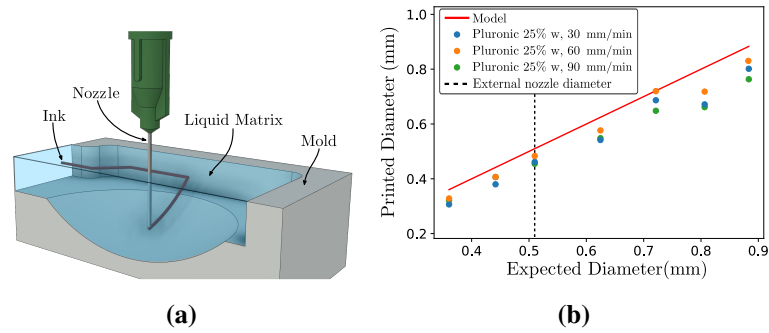 Nozzle
Ink
Liquid Matrix
Mold
(a)
Printed Diameter (mm)
1.0
0.8
0.6
0.4
0.2
Model
Pluronic 25% w, 30 mm/min
Pluronic 25% w, 60 mm/min
Pluronic 25% w, 90 mm/min
External nozzle diameter
0.4 0.5 0.6 0.7 0.8 0.9
Expected Diameter(mm)
(b)